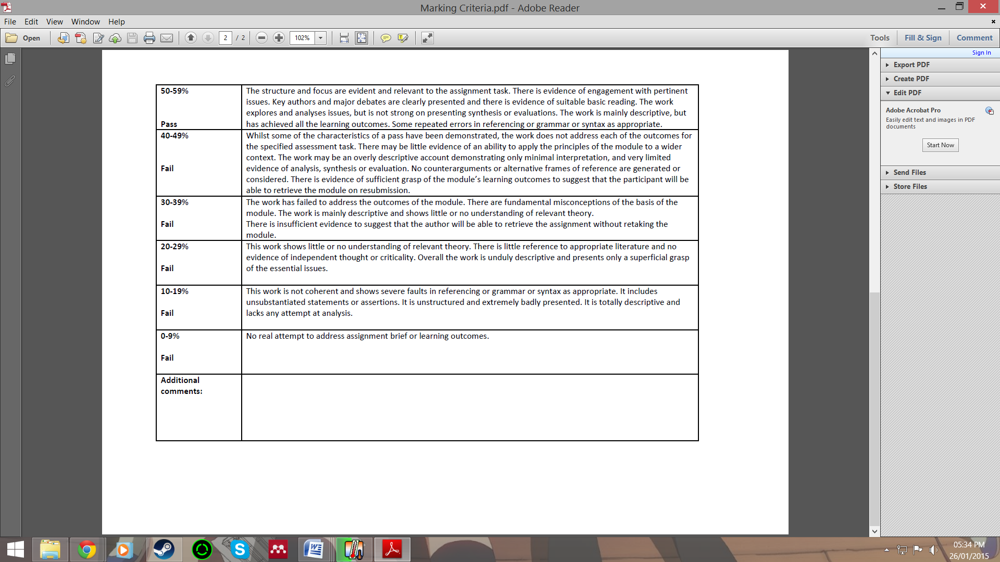 Marking Criteria.pdf - Adobe Reader
File Edit View Window Help
Open 2 / 2 102% Tools Fill & Sign Comment
Sign In
Export PDF
Create PDF
Edit PDF
Adobe Acrobat Pro
Easily edit text and images in PDF
documents
Start Now
Send Files
Store Files
50-59%
Pass
The structure and focus are evident and relevant to the assignment task. There is evidence of engagement with pertinent
issues. Key authors and major debates are clearly presented and there is evidence of suitable basic reading. The work
explores and analyses issues, but is not strong on presenting synthesis or evaluations. The work is mainly descriptive, but
has achieved all the learning outcomes. Some repeated errors in referencing or grammar or syntax as appropriate.
40-49%
Fail
Whilst some of the characteristics of a pass have been demonstrated, the work does not address each of the outcomes for
the specified assessment task. There may be little evidence of an ability to apply the principles of the module to a wider
context. The work may be an overly descriptive account demonstrating only minimal interpretation, and very limited
evidence of analysis, synthesis or evaluation. No counterarguments or alternative frames of reference are generated or
considered. There is evidence of sufficient grasp of the module’s learning outcomes to suggest that the participant will be
able to retrieve the module on resubmission.
30-39%
Fail
The work has failed to address the outcomes of the module. There are fundamental misconceptions of the basis of the
module. The work is mainly descriptive and shows little or no understanding of relevant theory.
There is insufficient evidence to suggest that the author will be able to retrieve the assignment without retaking the
module.
20-29%
Fail
This work shows little or no understanding of relevant theory. There is little reference to appropriate literature and no
evidence of independent thought or criticality. Overall the work is unduly descriptive and presents only a superficial grasp
of the essential issues.
10-19%
Fail
This work is not coherent and shows severe faults in referencing or grammar or syntax as appropriate. It includes
unsubstantiated statements or assertions. It is unstructured and extremely badly presented. It is totally descriptive and
lacks any attempt at analysis.
0-9%
Fail
No real attempt to address assignment brief or learning outcomes.
Additional
comments:
05:34 PM
26/01/2015